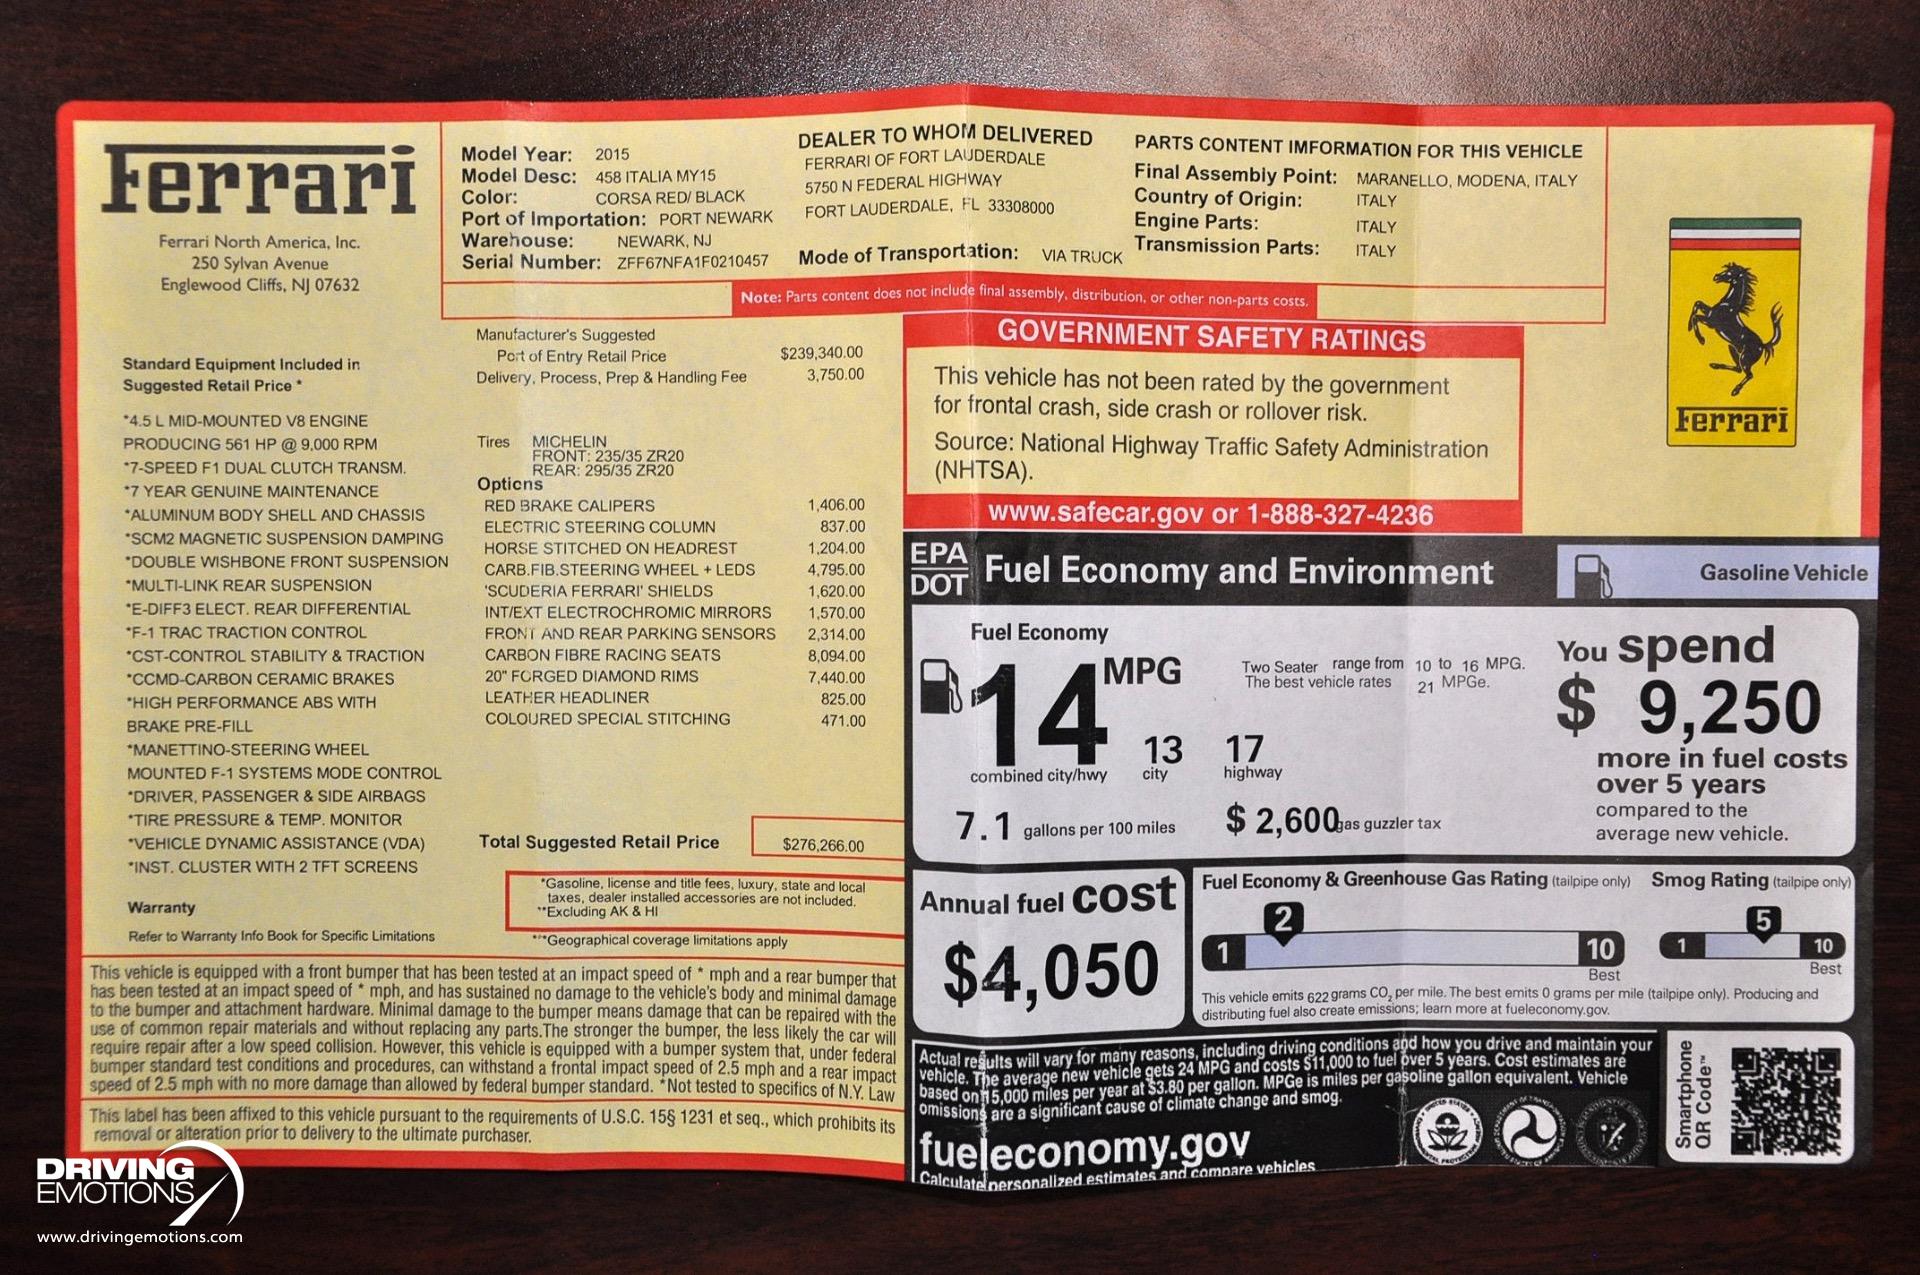 Ferrari
Ferrari North America, Inc.
250 Sylvan Avenue
Englewood Cliffs, NJ 07632
Model Year: 2015
Model Desc: 458 ITALIA MY15
Color: CORSA RED/ BLACK
Port of Importation: PORT NEWARK
Warehouse: NEWARK, NJ
Serial Number: ZFF67NFA1F0210457
DEALER TO WHOM DELIVERED
FERRARI OF FORT LAUDERDALE
5750 N FEDERAL HIGHWAY
FORT LAUDERDALE, FL 33308000
Mode of Transportation: VIA TRUCK
PARTS CONTENT IMFORMATION FOR THIS VEHICLE
Final Assembly Point: MARANELLO, MODENA, ITALY
Country of Origin: ITALY
Engine Parts: ITALY
Transmission Parts: ITALY
Note: Parts content does not include final assembly, distribution, or other non-parts costs.
Ferrari
Standard Equipment Included in
Suggested Retail Price *
*4.5 L MID-MOUNTED V8 ENGINE
PRODUCING 561 HP @ 9,000 RPM
*7-SPEED F1 DUAL CLUTCH TRANSM.
*7 YEAR GENUINE MAINTENANCE
*ALUMINUM BODY SHELL AND CHASSIS
*SCM2 MAGNETIC SUSPENSION DAMPING
*DOUBLE WISHBONE FRONT SUSPENSION
*MULTI-LINK REAR SUSPENSION
*E-DIFF3 ELECT. REAR DIFFERENTIAL
*F-1 TRAC TRACTION CONTROL
*CST-CONTROL STABILITY & TRACTION
*CCMD-CARBON CERAMIC BRAKES
*HIGH PERFORMANCE ABS WITH
BRAKE PRE-FILL
*MANETTINO-STEERING WHEEL
MOUNTED F-1 SYSTEMS MODE CONTROL
*DRIVER, PASSENGER & SIDE AIRBAGS
*TIRE PRESSURE & TEMP. MONITOR
*VEHICLE DYNAMIC ASSISTANCE (VDA)
*INST. CLUSTER WITH 2 TFT SCREENS
Warranty
Refer to Warranty Info Book for Specific Limitations
Manufacturer's Suggested
Port of Entry Retail Price $239,340.00
Delivery, Process, Prep & Handling Fee 3,750.00
Tires MICHELIN
FRONT: 235/35 ZR20
REAR: 295/35 ZR20
Options
RED BRAKE CALIPERS 1,406.00
ELECTRIC STEERING COLUMN 837.00
HORSE STITCHED ON HEADREST 1,204.00
CARB.FIB.STEERING WHEEL + LEDS 4,795.00
'SCUDERIA FERRARI' SHIELDS 1,620.00
INT/EXT ELECTROCHROMIC MIRRORS 1,570.00
FRONT AND REAR PARKING SENSORS 2,314.00
CARBON FIBRE RACING SEATS 8,094.00
20" FORGED DIAMOND RIMS 7,440.00
LEATHER HEADLINER 825.00
COLOURED SPECIAL STITCHING 471.00
Total Suggested Retail Price $276,266.00
*Gasoline, license and title fees, luxury, state and local
taxes, dealer installed accessories are not included.
**Excluding AK & HI
***Geographical coverage limitations apply
This vehicle is equipped with a front bumper that has been tested at an impact speed of * mph and a rear bumper that
has been tested at an impact speed of * mph, and has sustained no damage to the vehicle's body and minimal damage
to the bumper and attachment hardware. Minimal damage to the bumper means damage that can be repaired with the
use of common repair materials and without replacing any parts.The stronger the bumper, the less likely the car will
require repair after a low speed collision. However, this vehicle is equipped with a bumper system that, under federal
bumper standard test conditions and procedures, can withstand a frontal impact speed of 2.5 mph and a rear impact
speed of 2.5 mph with no more damage than allowed by federal bumper standard. *Not tested to specifics of N.Y. Law
This label has been affixed to this vehicle pursuant to the requirements of U.S.C. 15§ 1231 et seq., which prohibits its
removal or alteration prior to delivery to the ultimate purchaser.
GOVERNMENT SAFETY RATINGS
This vehicle has not been rated by the government
for frontal crash, side crash or rollover risk.
Source: National Highway Traffic Safety Administration
(NHTSA).
www.safecar.gov or 1-888-327-4236
EPA
DOT
Fuel Economy and Environment
Gasoline Vehicle
Fuel Economy
14 MPG
combined city/hwy
13
city
17
highway
Two Seater range from 10 to 16 MPG.
The best vehicle rates 21 MPGe.
7.1 gallons per 100 miles
$ 2,600 gas guzzler tax
You spend
$ 9,250
more in fuel costs
over 5 years
compared to the
average new vehicle.
Annual fuel cost
$4,050
Fuel Economy & Greenhouse Gas Rating (tailpipe only)
2
1
10
Best
Smog Rating (tailpipe only)
5
1
10
Best
This vehicle emits 622 grams CO2 per mile. The best emits 0 grams per mile (tailpipe only). Producing and
distributing fuel also create emissions; learn more at fueleconomy.gov.
Actual results will vary for many reasons, including driving conditions and how you drive and maintain your
vehicle. The average new vehicle gets 24 MPG and costs $11,000 to fuel over 5 years. Cost estimates are
based on 15,000 miles per year at $3.80 per gallon. MPGe is miles per gasoline gallon equivalent. Vehicle
emissions are a significant cause of climate change and smog.
fueleconomy.gov
Calculate personalized estimates and compare vehicles
Smartphone
QR Code™
DRIVING
EMOTIONS
www.drivingemotions.com